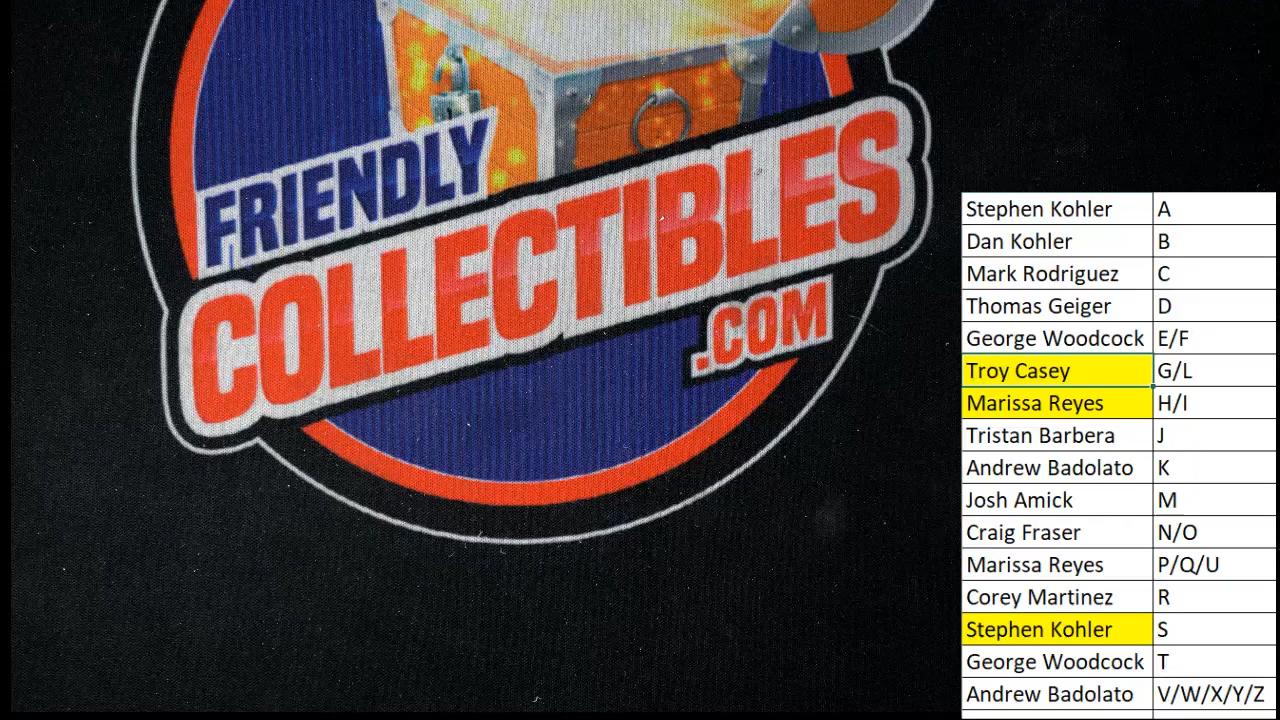 FRIENDLY
COLLECTIBLES
.COM
Stephen Kohler A
Dan Kohler B
Mark Rodriguez C
Thomas Geiger D
George Woodcock E/F
Troy Casey G/L
Marissa Reyes H/I
Tristan Barbera J
Andrew Badolato K
Josh Amick M
Craig Fraser N/O
Marissa Reyes P/Q/U
Corey Martinez R
Stephen Kohler S
George Woodcock T
Andrew Badolato V/W/X/Y/Z